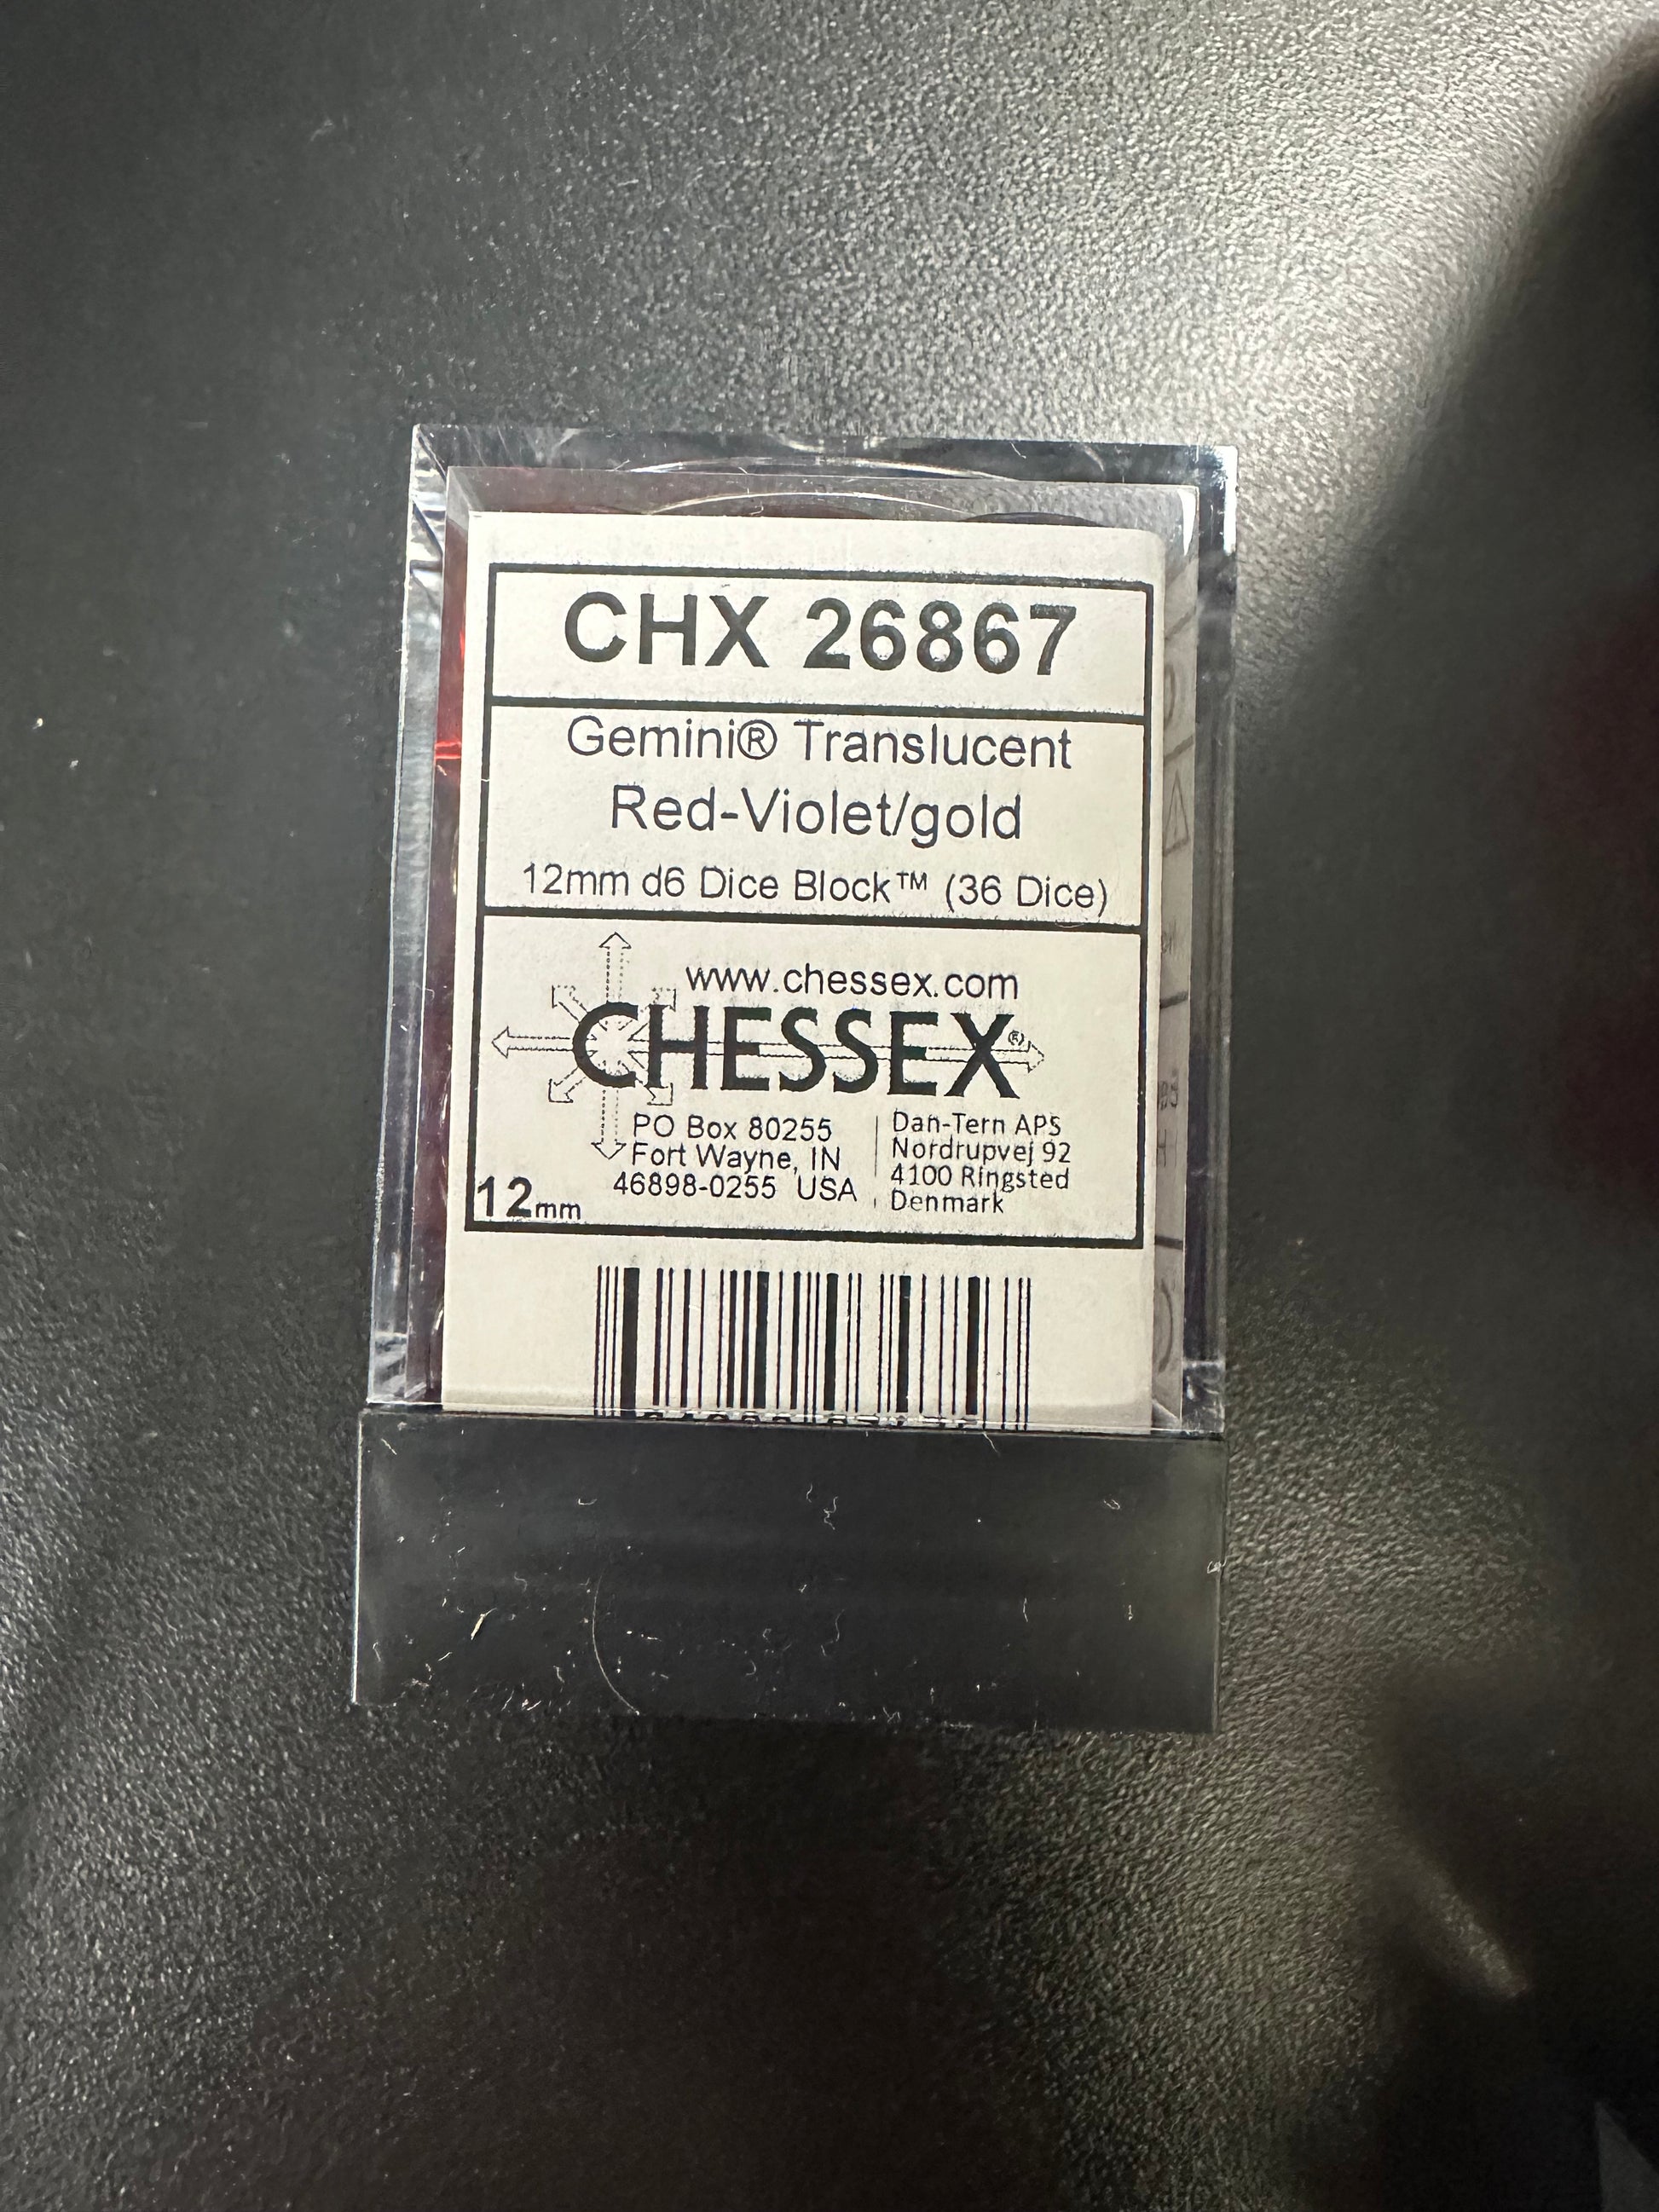 CHX 26867
Gemini® Translucent
Red-Violet/gold
12mm d6 Dice Block™ (36 Dice)
www.chessex.com
CHESSEX®
PO Box 80255
Fort Wayne, IN
46898-0255 USA
Dan-Tern APS
Nordrupvej 92
4100 Ringsted
Denmark
12mm